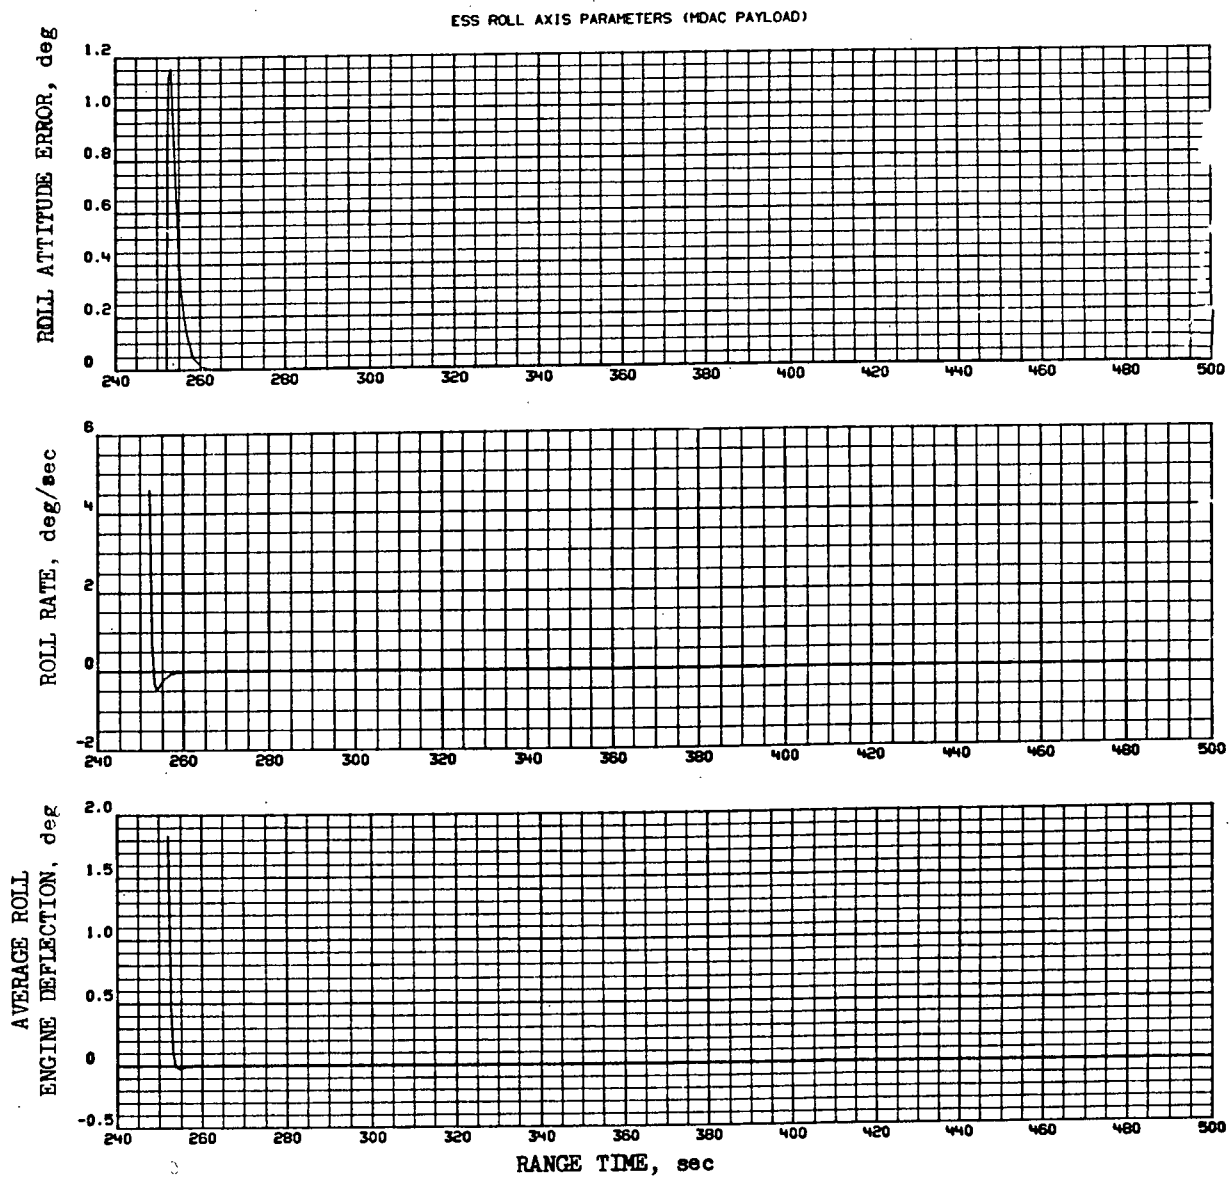 ESS ROLL AXIS PARAMETERS (MDAC PAYLOAD)
ROLL ATTITUDE ERROR, deg
1.2
1.0
0.8
0.6
0.4
0.2
0
240 260 280 300 320 340 360 380 400 420 440 460 480 500
ROLL RATE, deg/sec
6
4
2
0
-2
240 260 280 300 320 340 360 380 400 420 440 460 480 500
AVERAGE ROLL
ENGINE DEFLECTION, deg
2.0
1.5
1.0
0.5
0
-0.5
240 260 280 300 320 340 360 380 400 420 440 460 480 500
RANGE TIME, sec